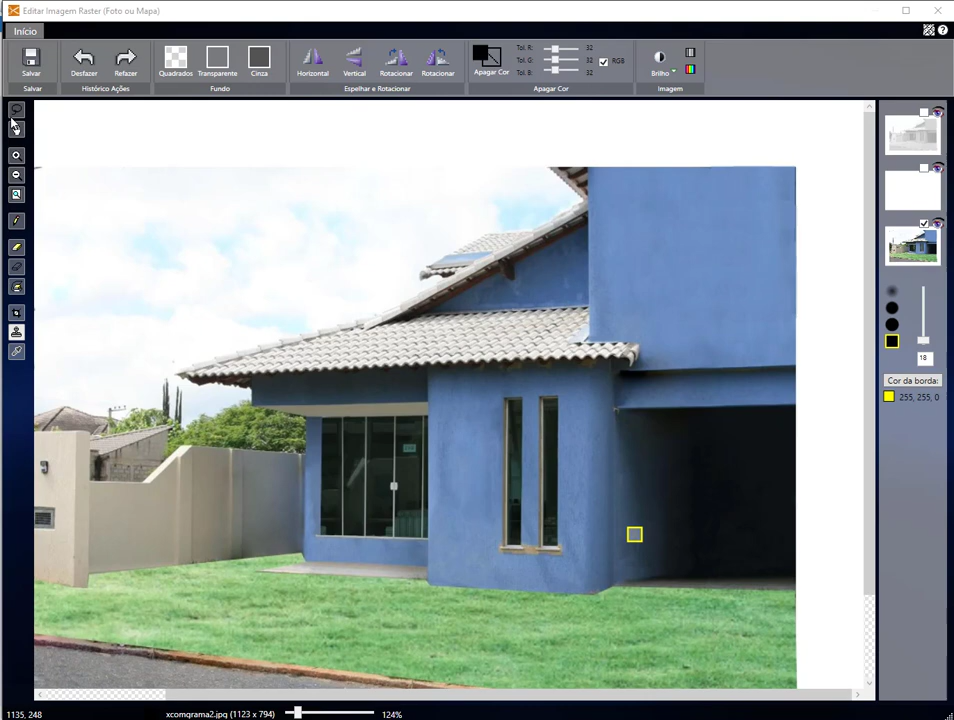 Editar Imagem Raster (Foto ou Mapa)
Início
Salvar
Desfazer
Refazer
Quadrados
Transparente
Cinza
Horizontal
Vertical
Rotacionar
Rotacionar
Apagar Cor
Tol. R: 32
Tol. G: 32
Tol. B: 32
RGB
Brilho
Salvar
Histórico Ações
Fundo
Espelhar e Rotacionar
Apagar Cor
Imagem
18
Cor da borda:
255, 255, 0
1135, 248
xcomgrama2.jpg (1123 x 794)
124%